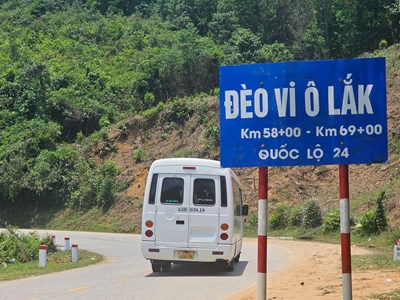 ĐÈO VI Ô LẮK
Km 58+00 - Km 69+00
QUỐC LỘ 24